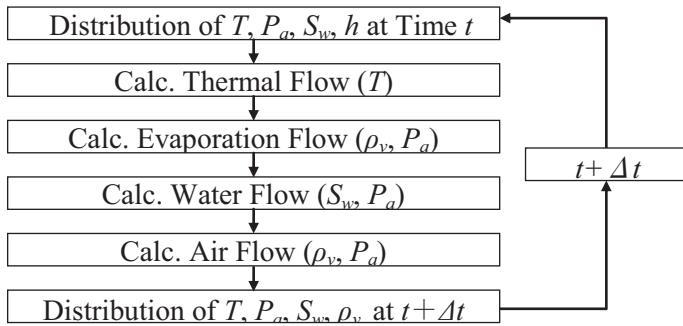 Distribution of T, Pa, Sw, h at Time t
Calc. Thermal Flow (T)
Calc. Evaporation Flow (ρv, Pa)
Calc. Water Flow (Sw, Pa)
Calc. Air Flow (ρv, Pa)
Distribution of T, Pa, Sw, ρv at t+Δt
t+Δt